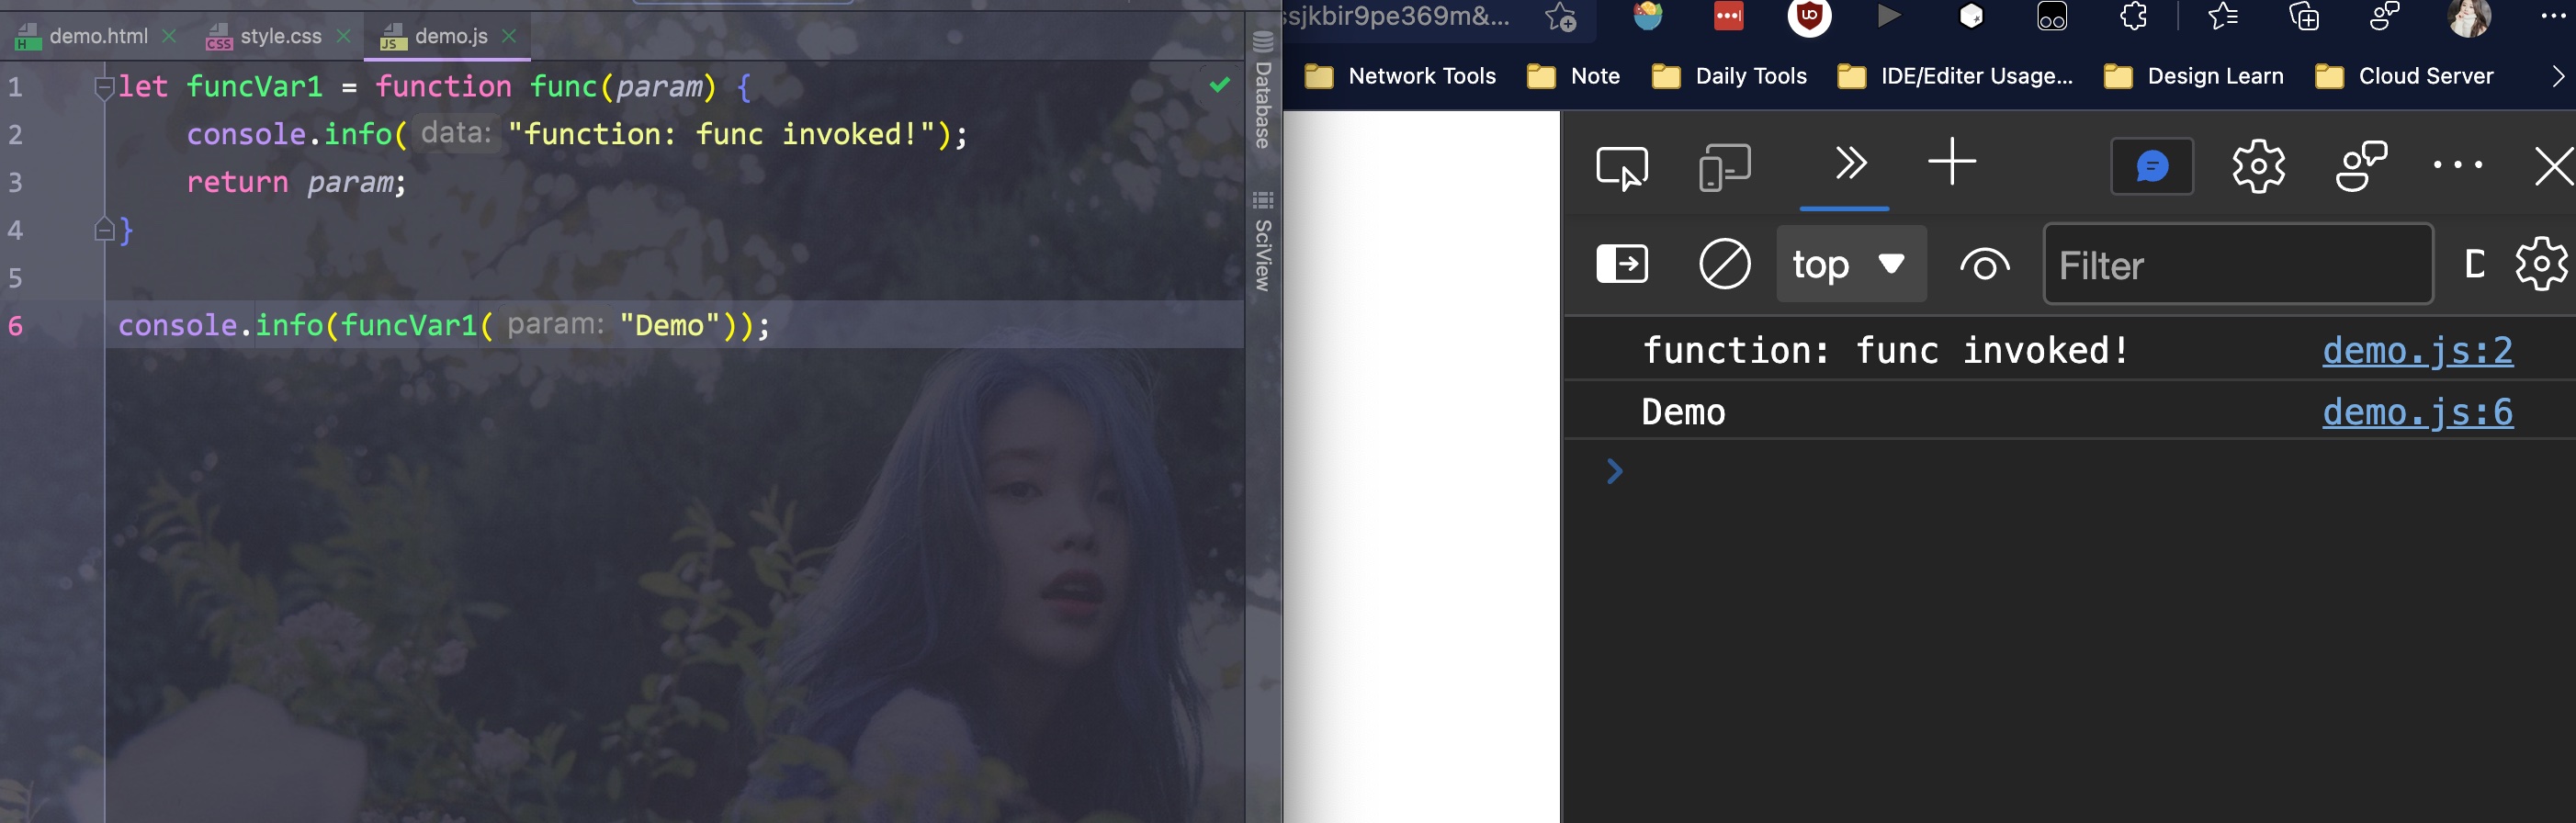 demo.html
style.css
demo.js
1 let funcVar1 = function func(param) {
2 console.info( data: "function: func invoked!");
3 return param;
4 }
5
6 console.info(funcVar1( param: "Demo"));
Database
SciView
ssjkbir9pe369m&...
Network Tools
Note
Daily Tools
IDE/Editer Usage...
Design Learn
Cloud Server
top
Filter
function: func invoked! demo.js:2
Demo demo.js:6